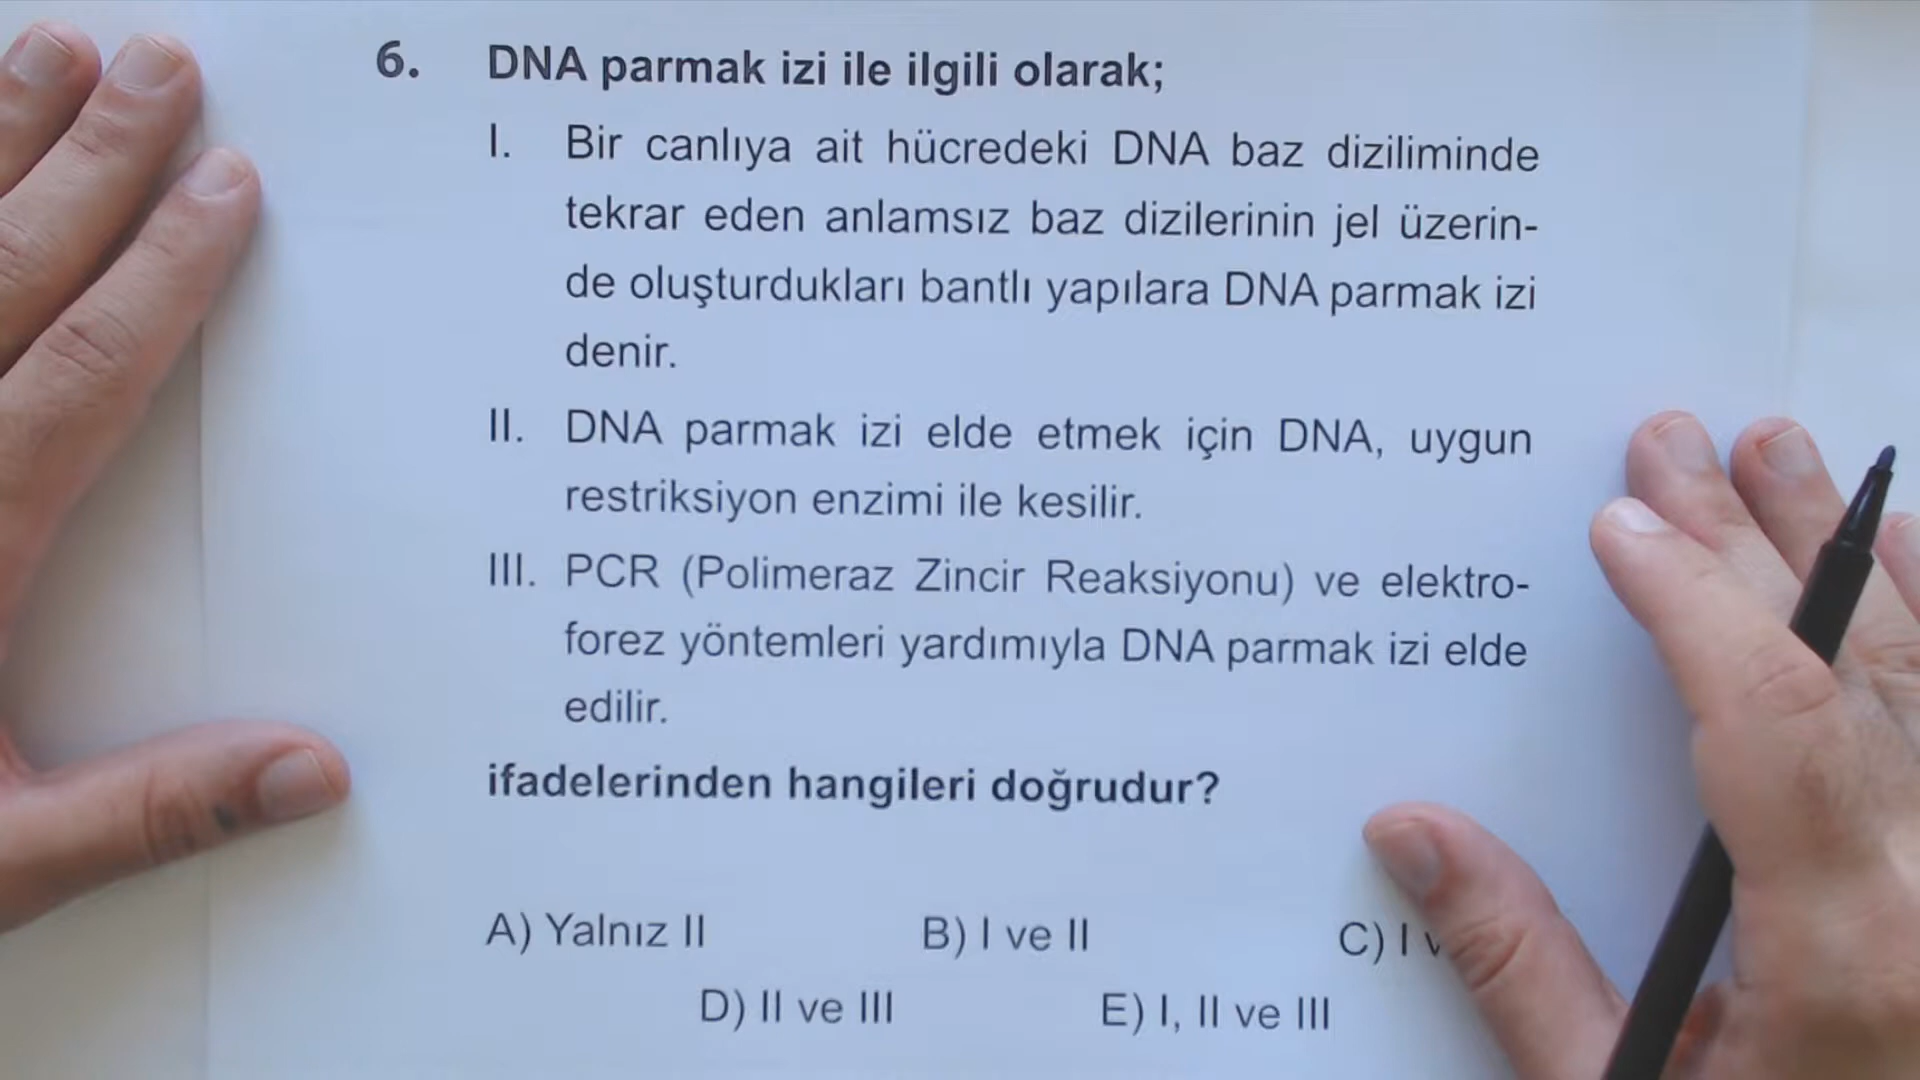 6. DNA parmak izi ile ilgili olarak;
I. Bir canlıya ait hücredeki DNA baz diziliminde
tekrar eden anlamsız baz dizilerinin jel üzerin-
de oluşturdukları bantlı yapılara DNA parmak izi
denir.
II. DNA parmak izi elde etmek için DNA, uygun
restriksiyon enzimi ile kesilir.
III. PCR (Polimeraz Zincir Reaksiyonu) ve elektro-
forez yöntemleri yardımıyla DNA parmak izi elde
edilir.
ifadelerinden hangileri doğrudur?
A) Yalnız II B) I ve II C) I
D) II ve III E) I, II ve III